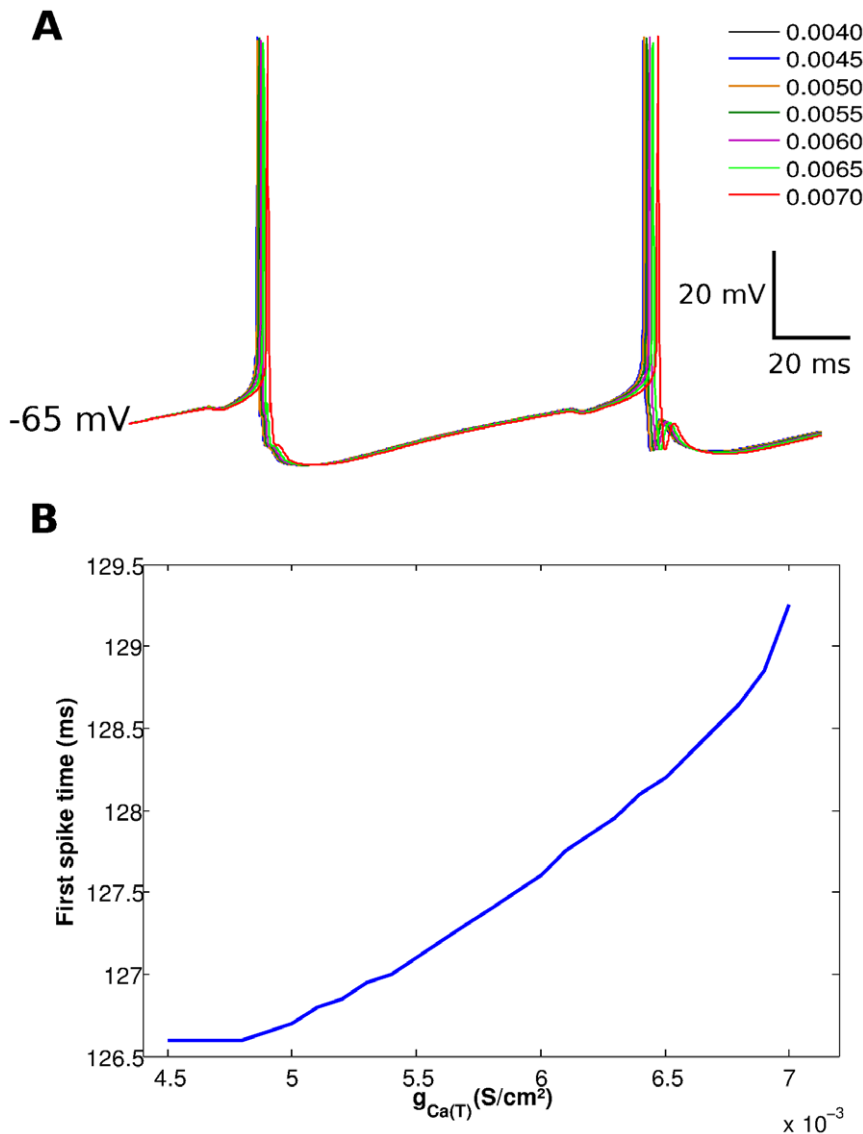 A
0.0040
0.0045
0.0050
0.0055
0.0060
0.0065
0.0070
20 mV
20 ms
-65 mV
B
129.5
129
128.5
128
127.5
127
126.5
First spike time (ms)
4.5 5 5.5 6 6.5 7
g_Ca(T)(S/cm²)
x 10⁻³